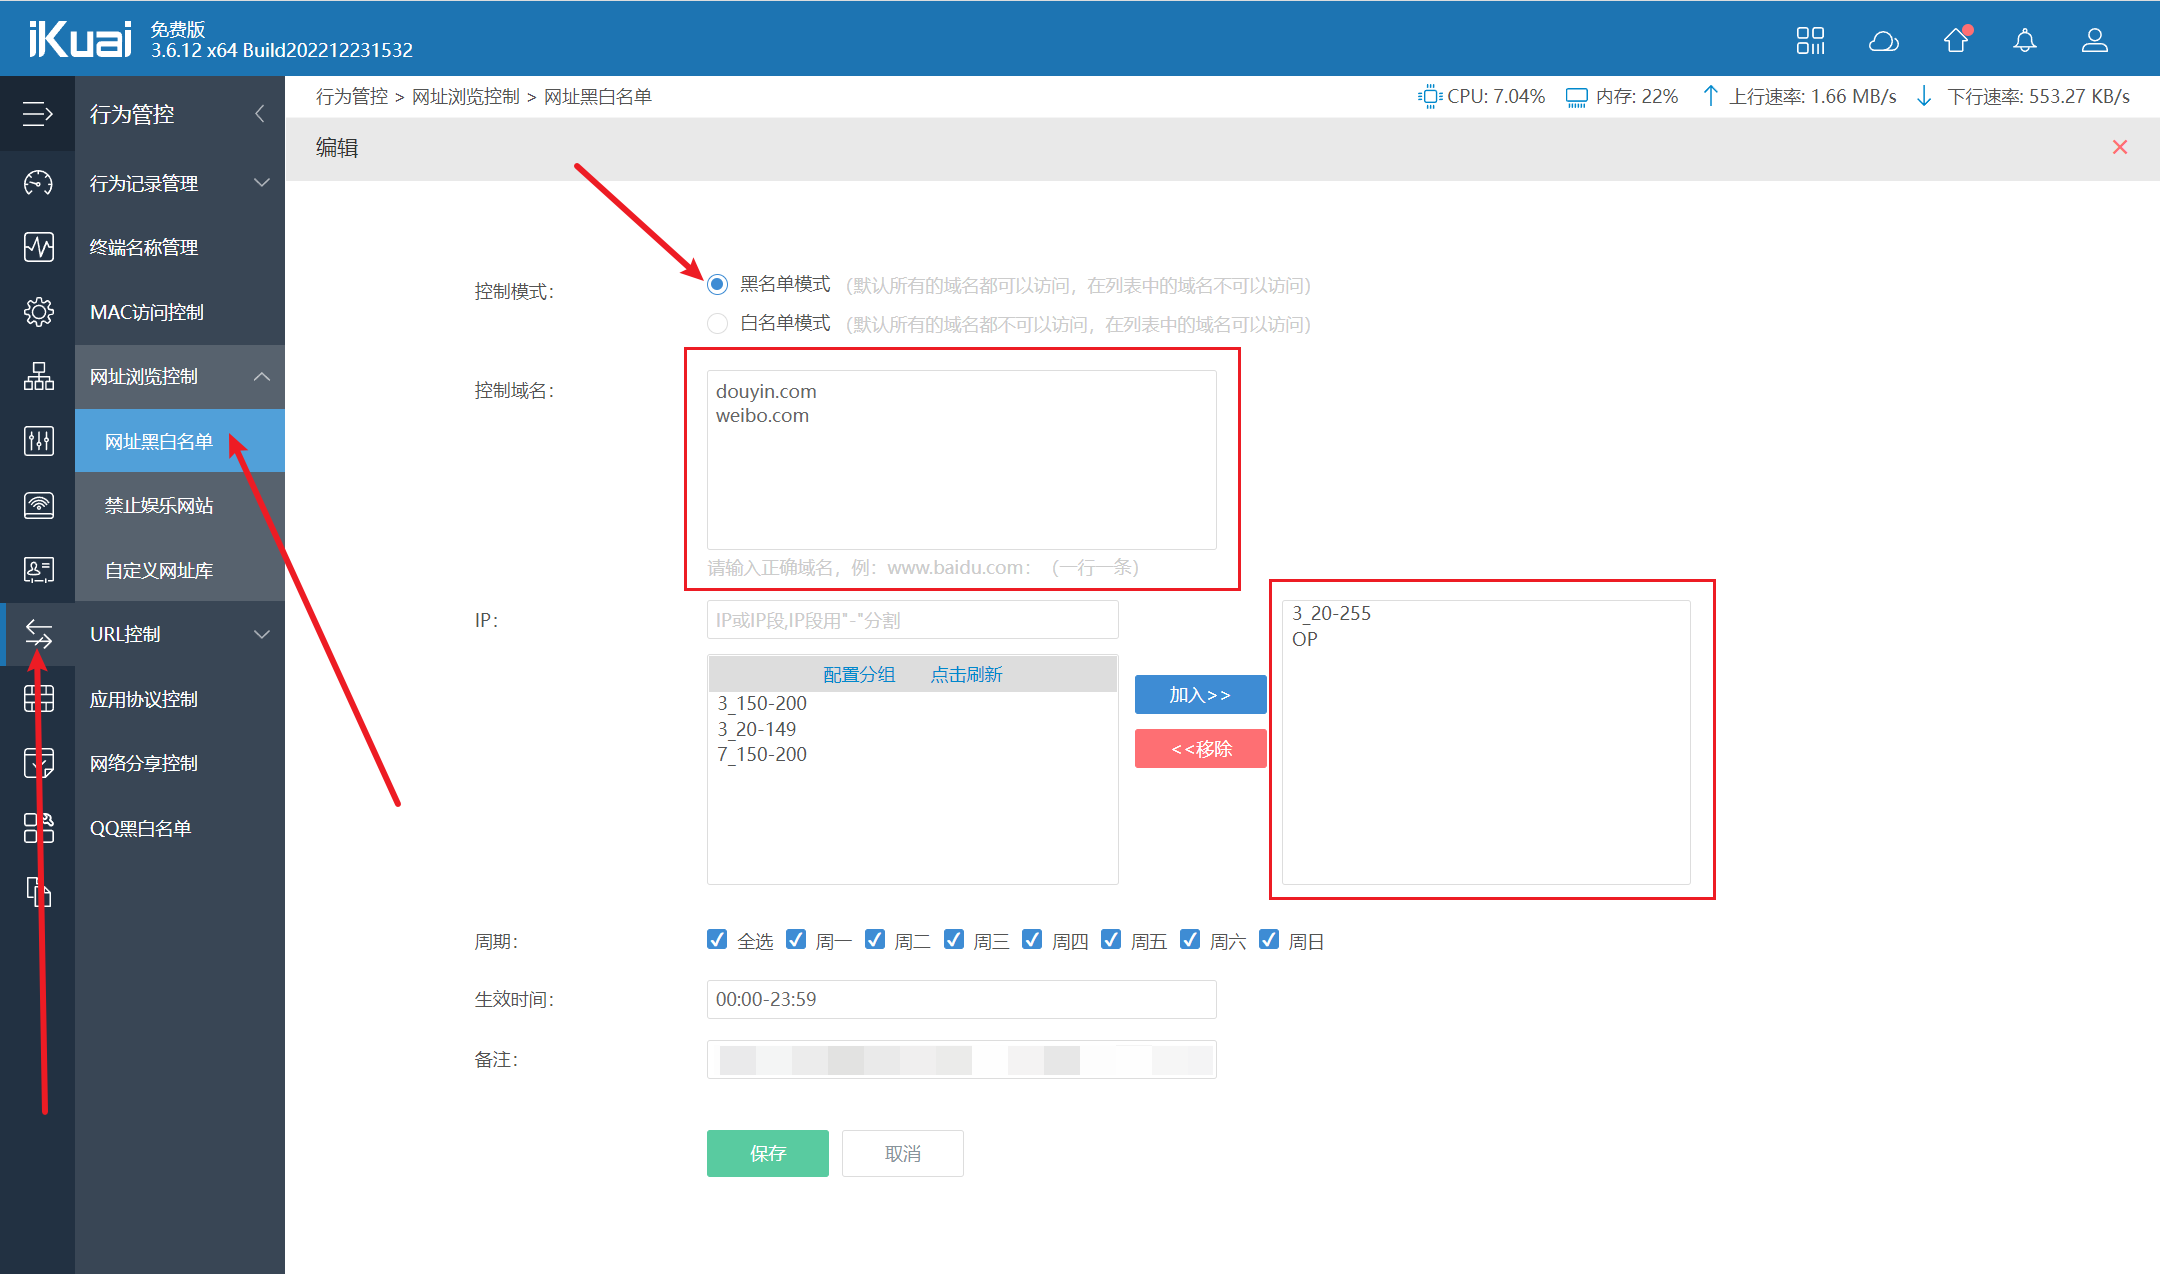 iKuai
免费版
3.6.12 x64 Build202212231532
行为管控
行为记录管理
终端名称管理
MAC访问控制
网址浏览控制
网址黑白名单
禁止娱乐网站
自定义网址库
URL控制
应用协议控制
网络分享控制
QQ黑白名单
行为管控 > 网址浏览控制 > 网址黑白名单
CPU: 7.04%
内存: 22%
上行速率: 1.66 MB/s
下行速率: 553.27 KB/s
编辑
控制模式:
黑名单模式 (默认所有的域名都可以访问，在列表中的域名不可以访问)
白名单模式 (默认所有的域名都不可以访问，在列表中的域名可以访问)
控制域名:
douyin.com
weibo.com
请输入正确域名，例：www.baidu.com：（一行一条）
IP:
IP或IP段,IP段用"-"分割
配置分组 点击刷新
3_150-200
3_20-149
7_150-200
加入>>
<<移除
3_20-255
OP
周期:
全选 周一 周二 周三 周四 周五 周六 周日
生效时间:
00:00-23:59
备注:
保存
取消